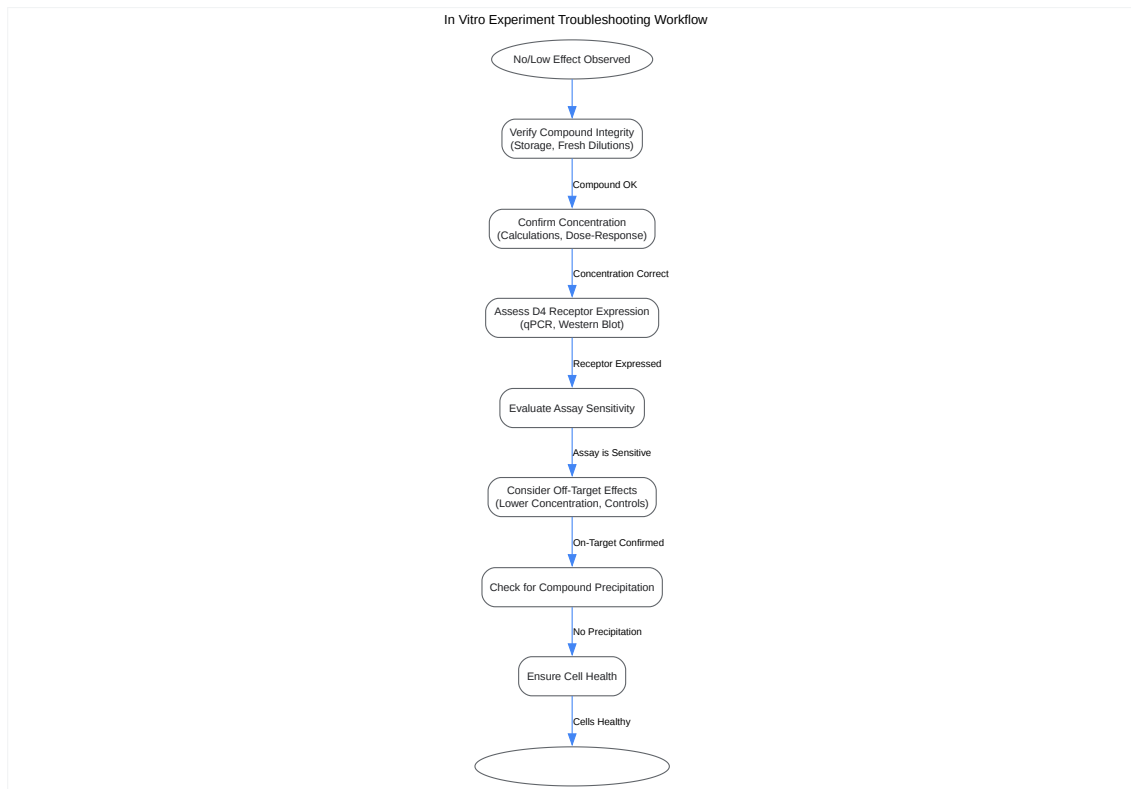 In Vitro Experiment Troubleshooting Workflow
No/Low Effect Observed
Verify Compound Integrity
(Storage, Fresh Dilutions)
Compound OK
Confirm Concentration
(Calculations, Dose-Response)
Concentration Correct
Assess D4 Receptor Expression
(qPCR, Western Blot)
Receptor Expressed
Evaluate Assay Sensitivity
Assay is Sensitive
Consider Off-Target Effects
(Lower Concentration, Controls)
On-Target Confirmed
Check for Compound Precipitation
No Precipitation
Ensure Cell Health
Cells Healthy